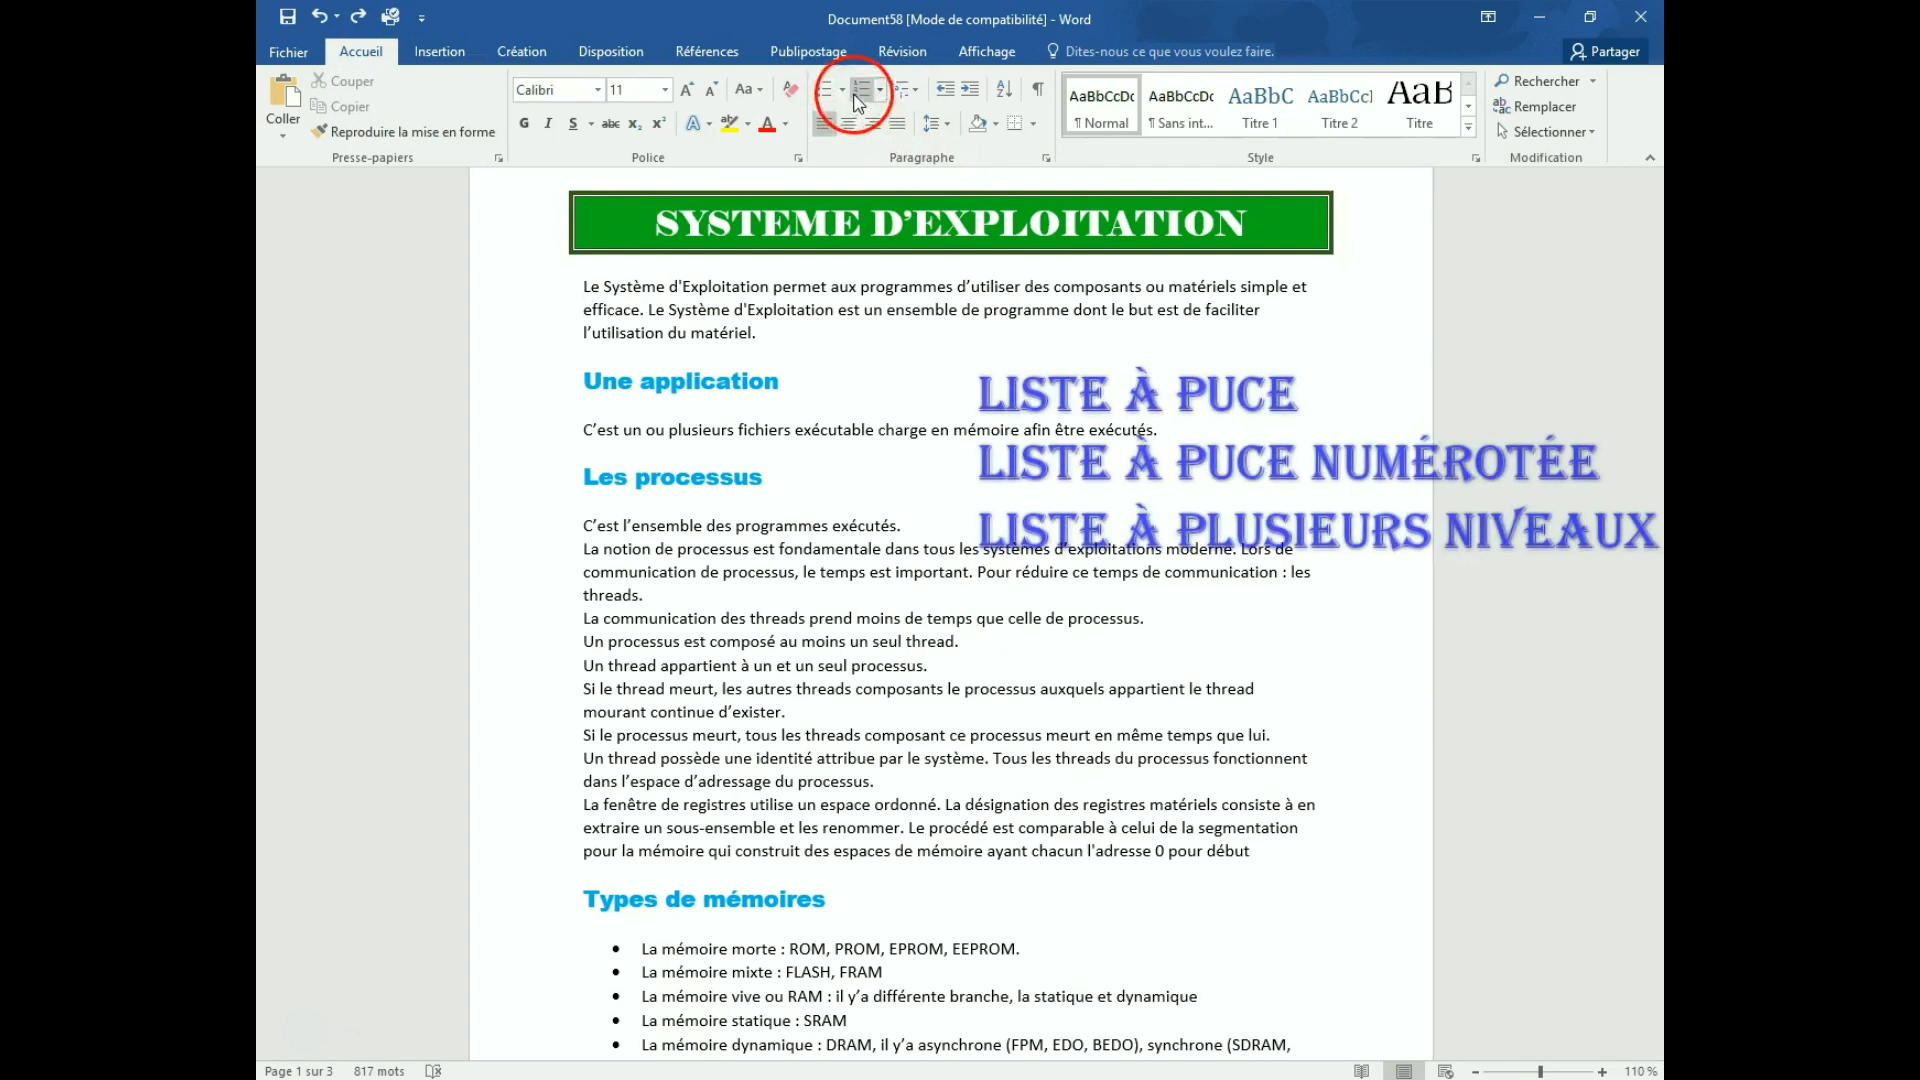 Document58 [Mode de compatibilité] - Word
Fichier Accueil Insertion Création Disposition Références Publipostage Révision Affichage Dites-nous ce que vous voulez faire. Partager
Coller
Couper
Copier
Reproduire la mise en forme
Presse-papiers
Calibri 11 Aa
G I S abc x₂ x² A ab A
Police
Paragraphe
AaBbCcDc AaBbCcDc AaBbC AaBbCcI AaB
¶ Normal ¶ Sans int... Titre 1 Titre 2 Titre
Style
Rechercher
Remplacer
Sélectionner
Modification
SYSTEME D’EXPLOITATION
Le Système d'Exploitation permet aux programmes d’utiliser des composants ou matériels simple et
efficace. Le Système d'Exploitation est un ensemble de programme dont le but est de faciliter
l’utilisation du matériel.
Une application
C’est un ou plusieurs fichiers exécutable charge en mémoire afin être exécutés.
Les processus
C’est l’ensemble des programmes exécutés.
La notion de processus est fondamentale dans tous les systèmes d’exploitations moderne. Lors de
communication de processus, le temps est important. Pour réduire ce temps de communication : les
threads.
La communication des threads prend moins de temps que celle de processus.
Un processus est composé au moins un seul thread.
Un thread appartient à un et un seul processus.
Si le thread meurt, les autres threads composants le processus auxquels appartient le thread
mourant continue d’exister.
Si le processus meurt, tous les threads composant ce processus meurt en même temps que lui.
Un thread possède une identité attribue par le système. Tous les threads du processus fonctionnent
dans l’espace d’adressage du processus.
La fenêtre de registres utilise un espace ordonné. La désignation des registres matériels consiste à en
extraire un sous-ensemble et les renommer. Le procédé est comparable à celui de la segmentation
pour la mémoire qui construit des espaces de mémoire ayant chacun l'adresse 0 pour début
Types de mémoires
• La mémoire morte : ROM, PROM, EPROM, EEPROM.
• La mémoire mixte : FLASH, FRAM
• La mémoire vive ou RAM : il y’a différente branche, la statique et dynamique
• La mémoire statique : SRAM
• La mémoire dynamique : DRAM, il y’a asynchrone (FPM, EDO, BEDO), synchrone (SDRAM,
LISTE À PUCE
LISTE À PUCE NUMÉROTÉE
LISTE À PLUSIEURS NIVEAUX
Page 1 sur 3 817 mots 110 %